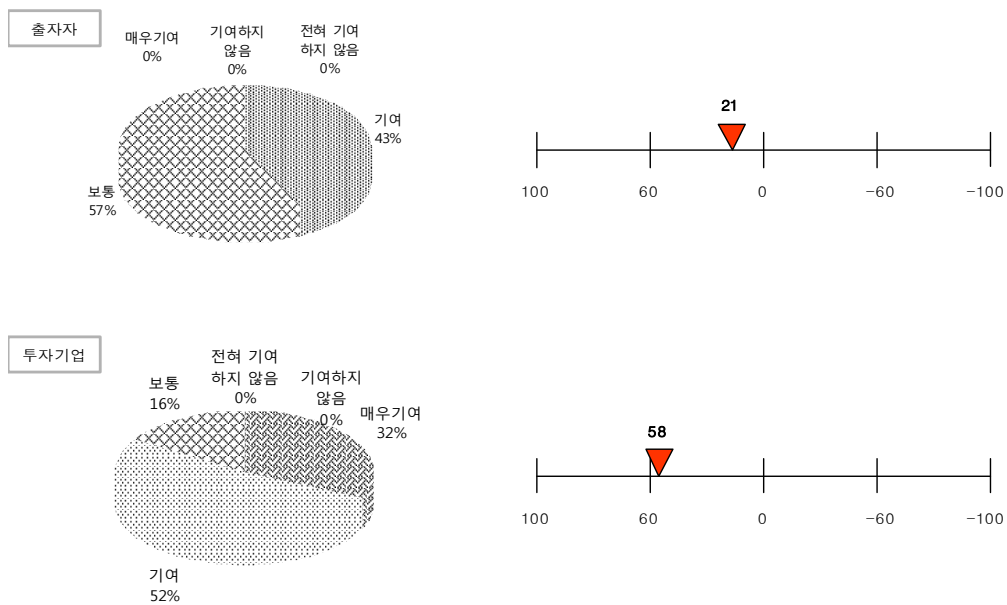 출자자
매우기여
0%
기여하지
않음
0%
전혀 기여
하지 않음
0%
기여
43%
보통
57%
21
100 60 0 -60 -100
투자기업
보통
16%
전혀 기여
하지 않음
0%
기여하지
않음
0%
매우기여
32%
기여
52%
58
100 60 0 -60 -100